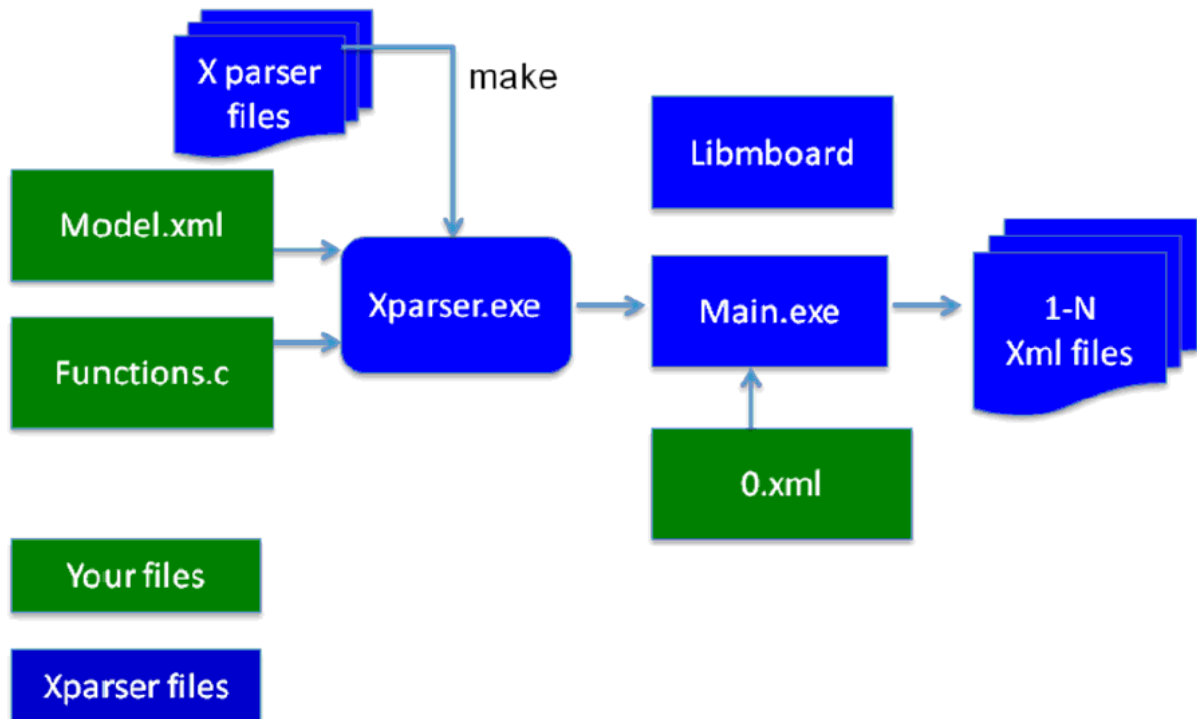 X parser
files
make
Libmboard
Model.xml
Xparser.exe
Main.exe
1-N
Xml files
Functions.c
0.xml
Your files
Xparser files